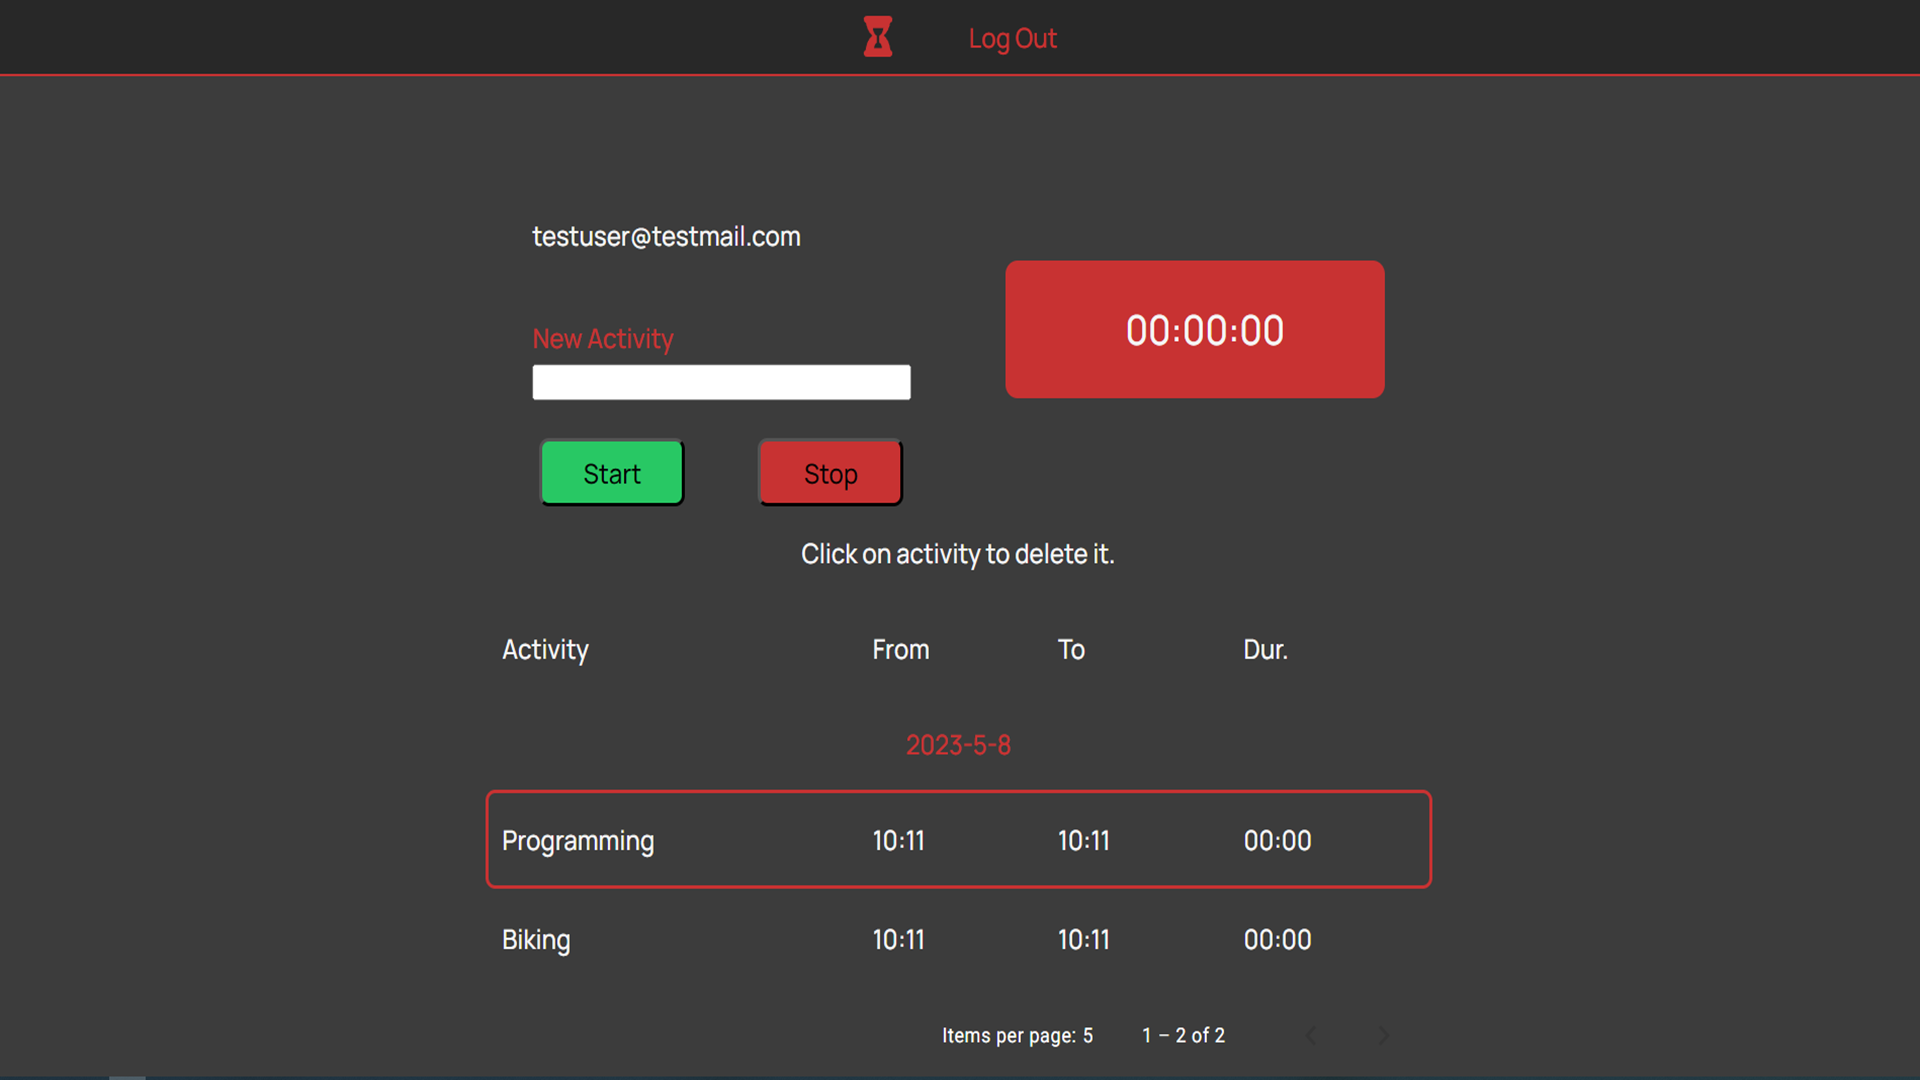 Log Out
testuser@testmail.com
New Activity
00:00:00
Start Stop
Click on activity to delete it.
Activity From To Dur.
2023-5-8
Programming 10:11 10:11 00:00
Biking 10:11 10:11 00:00
Items per page: 5 1 – 2 of 2